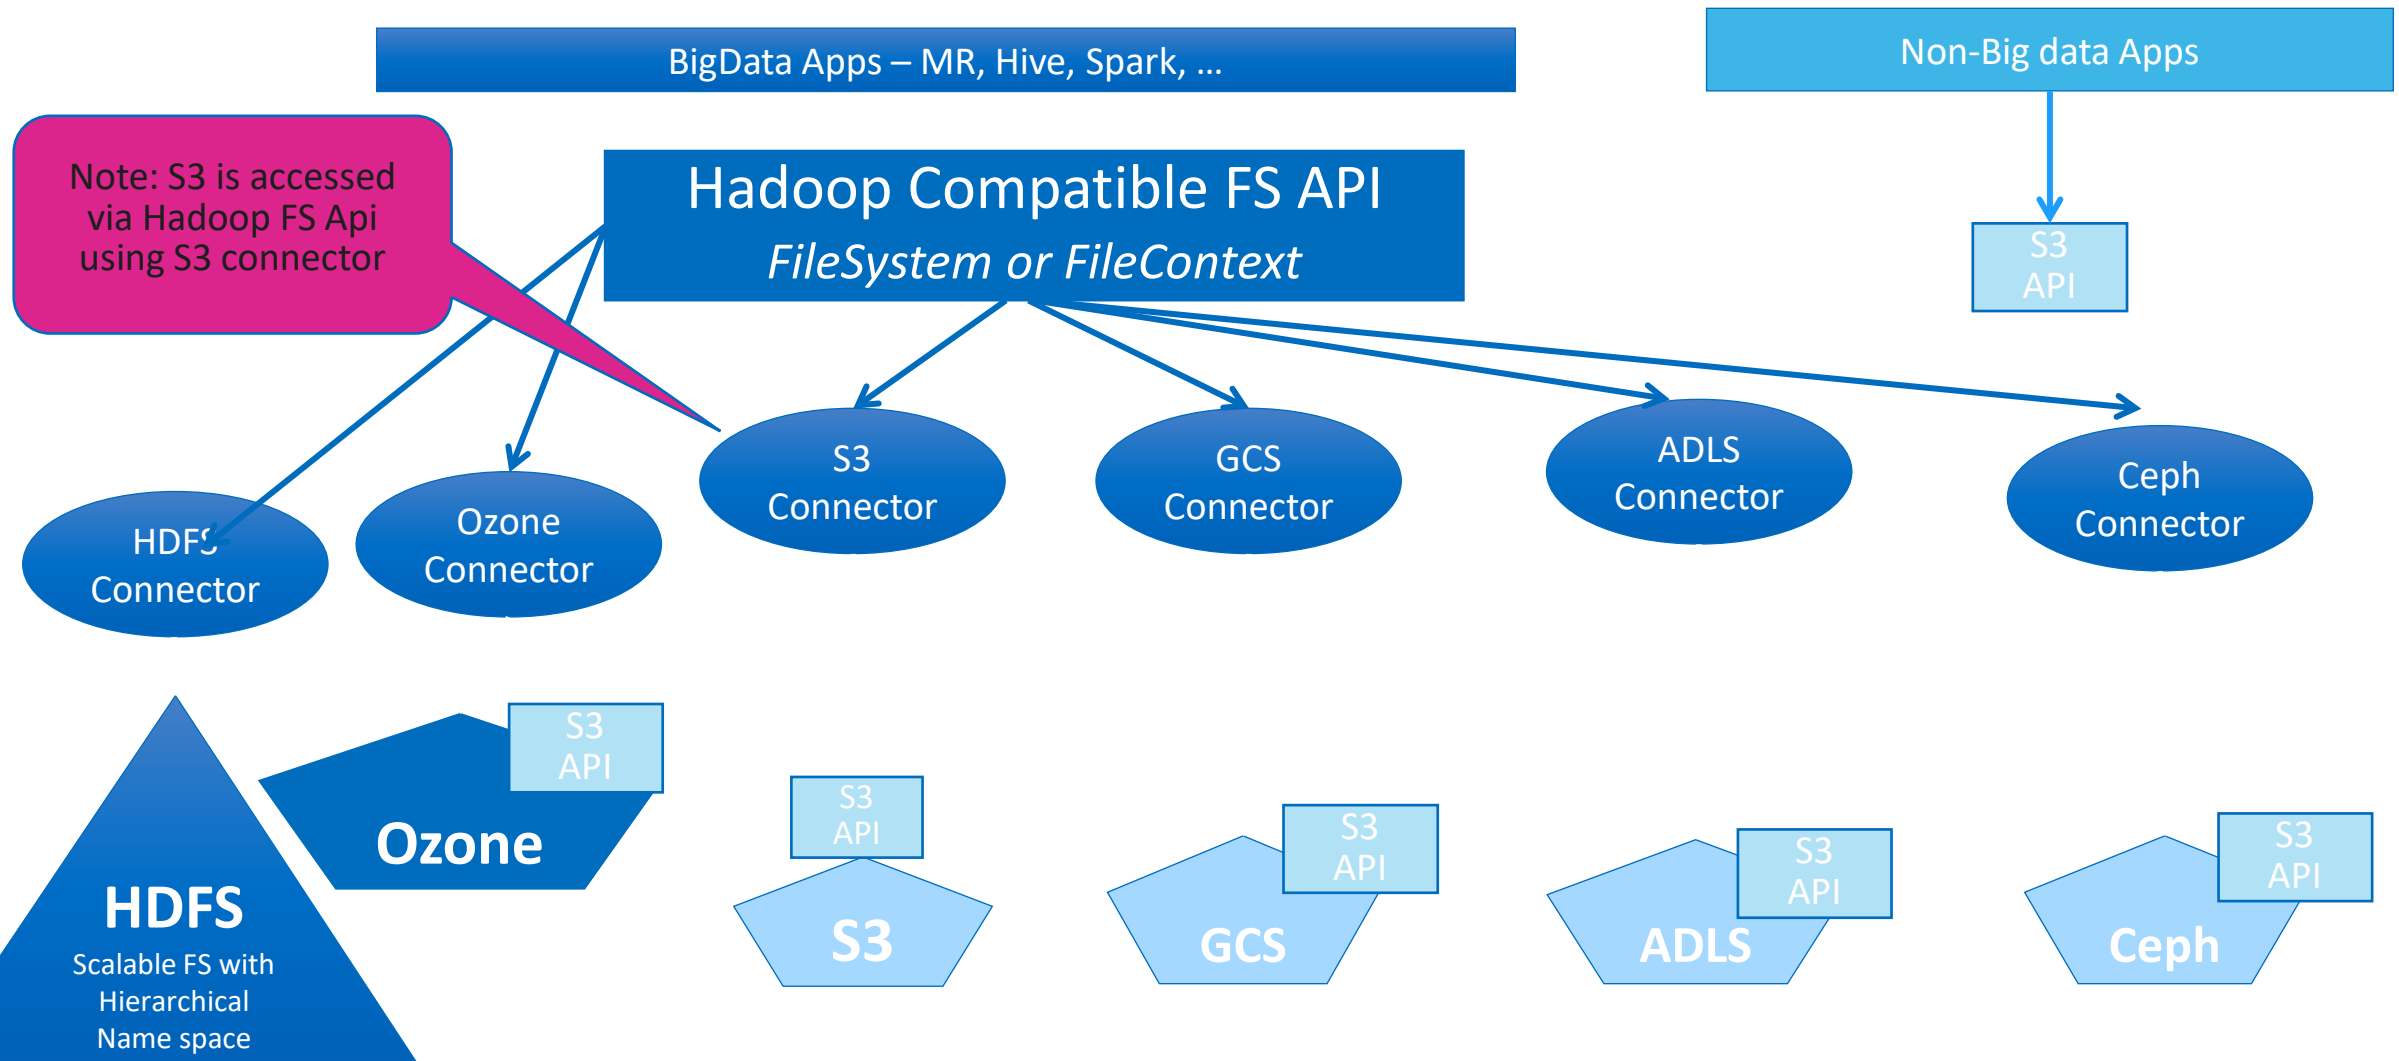 BigData Apps – MR, Hive, Spark, ...
Non-Big data Apps
Note: S3 is accessed
via Hadoop FS Api
using S3 connector
Hadoop Compatible FS API
FileSystem or FileContext
S3
API
HDFS
Connector
Ozone
Connector
S3
Connector
GCS
Connector
ADLS
Connector
Ceph
Connector
HDFS
Scalable FS with
Hierarchical
Name space
S3
API
Ozone
S3
API
S3
S3
API
GCS
S3
API
ADLS
S3
API
Ceph